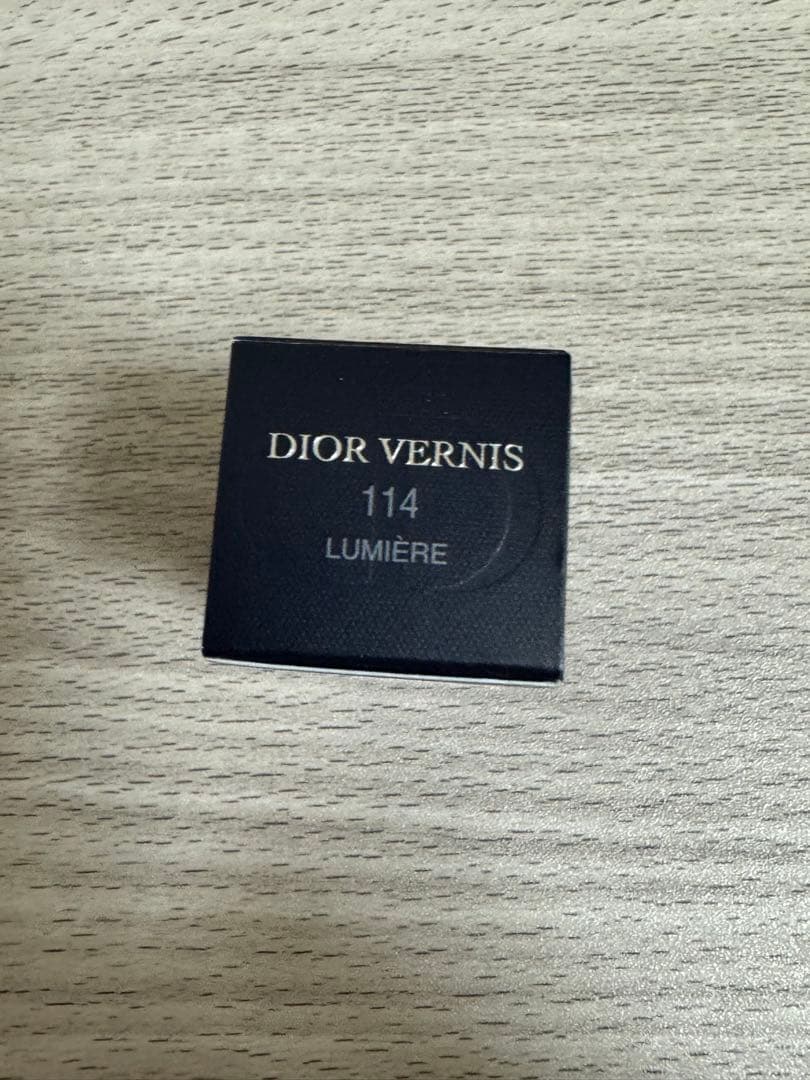 DIOR VERNIS
114
LUMIÈRE